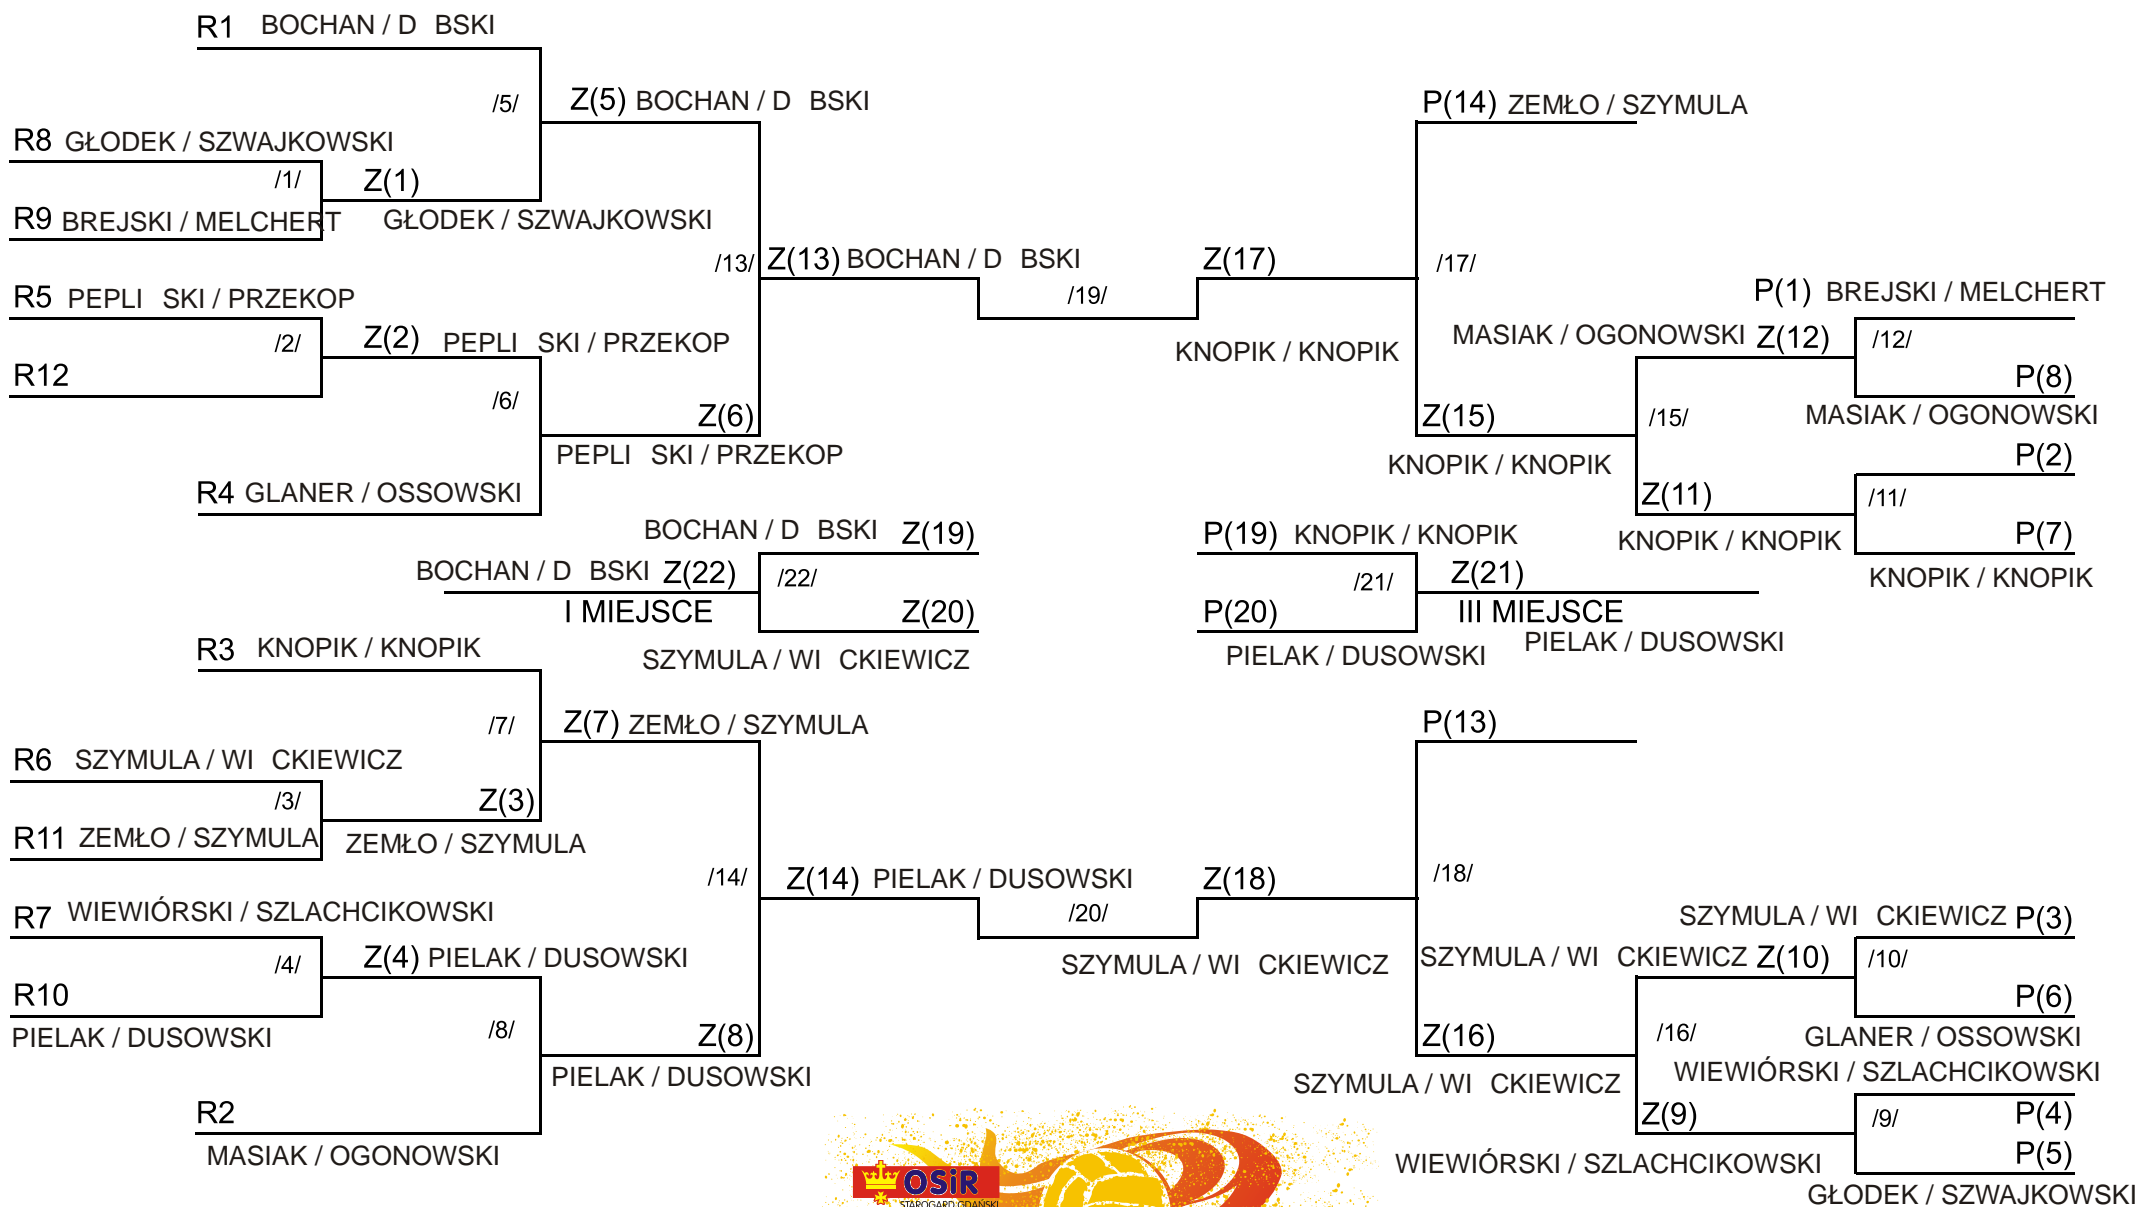 R1 BOCHAN / D BSKI
/5/
Z(5) BOCHAN / D BSKI
R8 GŁODEK / SZWAJKOWSKI
/1/
Z(1)
GŁODEK / SZWAJKOWSKI
R9 BREJSKI / MELCHERT
/13/
Z(13) BOCHAN / D BSKI
R5 PEPLI SKI / PRZEKOP
/2/
Z(2) PEPLI SKI / PRZEKOP
R12
/6/
Z(6)
PEPLI SKI / PRZEKOP
R4 GLANER / OSSOWSKI
/19/
Z(17)
KNOPIK / KNOPIK
P(14) ZEMŁO / SZYMULA
/17/
P(1) BREJSKI / MELCHERT
MASIAK / OGONOWSKI Z(12)
/12/
P(8)
MASIAK / OGONOWSKI
Z(15)
KNOPIK / KNOPIK
/15/
P(2)
Z(11)
KNOPIK / KNOPIK
/11/
P(7)
KNOPIK / KNOPIK
BOCHAN / D BSKI Z(19)
BOCHAN / D BSKI Z(22)
/22/
I MIEJSCE
Z(20)
SZYMULA / WI CKIEWICZ
P(19) KNOPIK / KNOPIK
/21/
Z(21)
P(20)
III MIEJSCE
PIELAK / DUSOWSKI
PIELAK / DUSOWSKI
R3 KNOPIK / KNOPIK
/7/
Z(7) ZEMŁO / SZYMULA
R6 SZYMULA / WI CKIEWICZ
/3/
Z(3)
R11 ZEMŁO / SZYMULA
ZEMŁO / SZYMULA
/14/
Z(14) PIELAK / DUSOWSKI
R7 WIEWIÓRSKI / SZLACHCIKOWSKI
/4/
Z(4) PIELAK / DUSOWSKI
R10
PIELAK / DUSOWSKI
/8/
Z(8)
PIELAK / DUSOWSKI
R2
MASIAK / OGONOWSKI
/20/
Z(18)
SZYMULA / WI CKIEWICZ
P(13)
/18/
SZYMULA / WI CKIEWICZ P(3)
SZYMULA / WI CKIEWICZ Z(10)
/10/
P(6)
GLANER / OSSOWSKI
Z(16)
SZYMULA / WI CKIEWICZ
/16/
WIEWIÓRSKI / SZLACHCIKOWSKI
Z(9)
/9/
P(4)
WIEWIÓRSKI / SZLACHCIKOWSKI
P(5)
GŁODEK / SZWAJKOWSKI
OSiR
STAROGARD GDAŃSKI